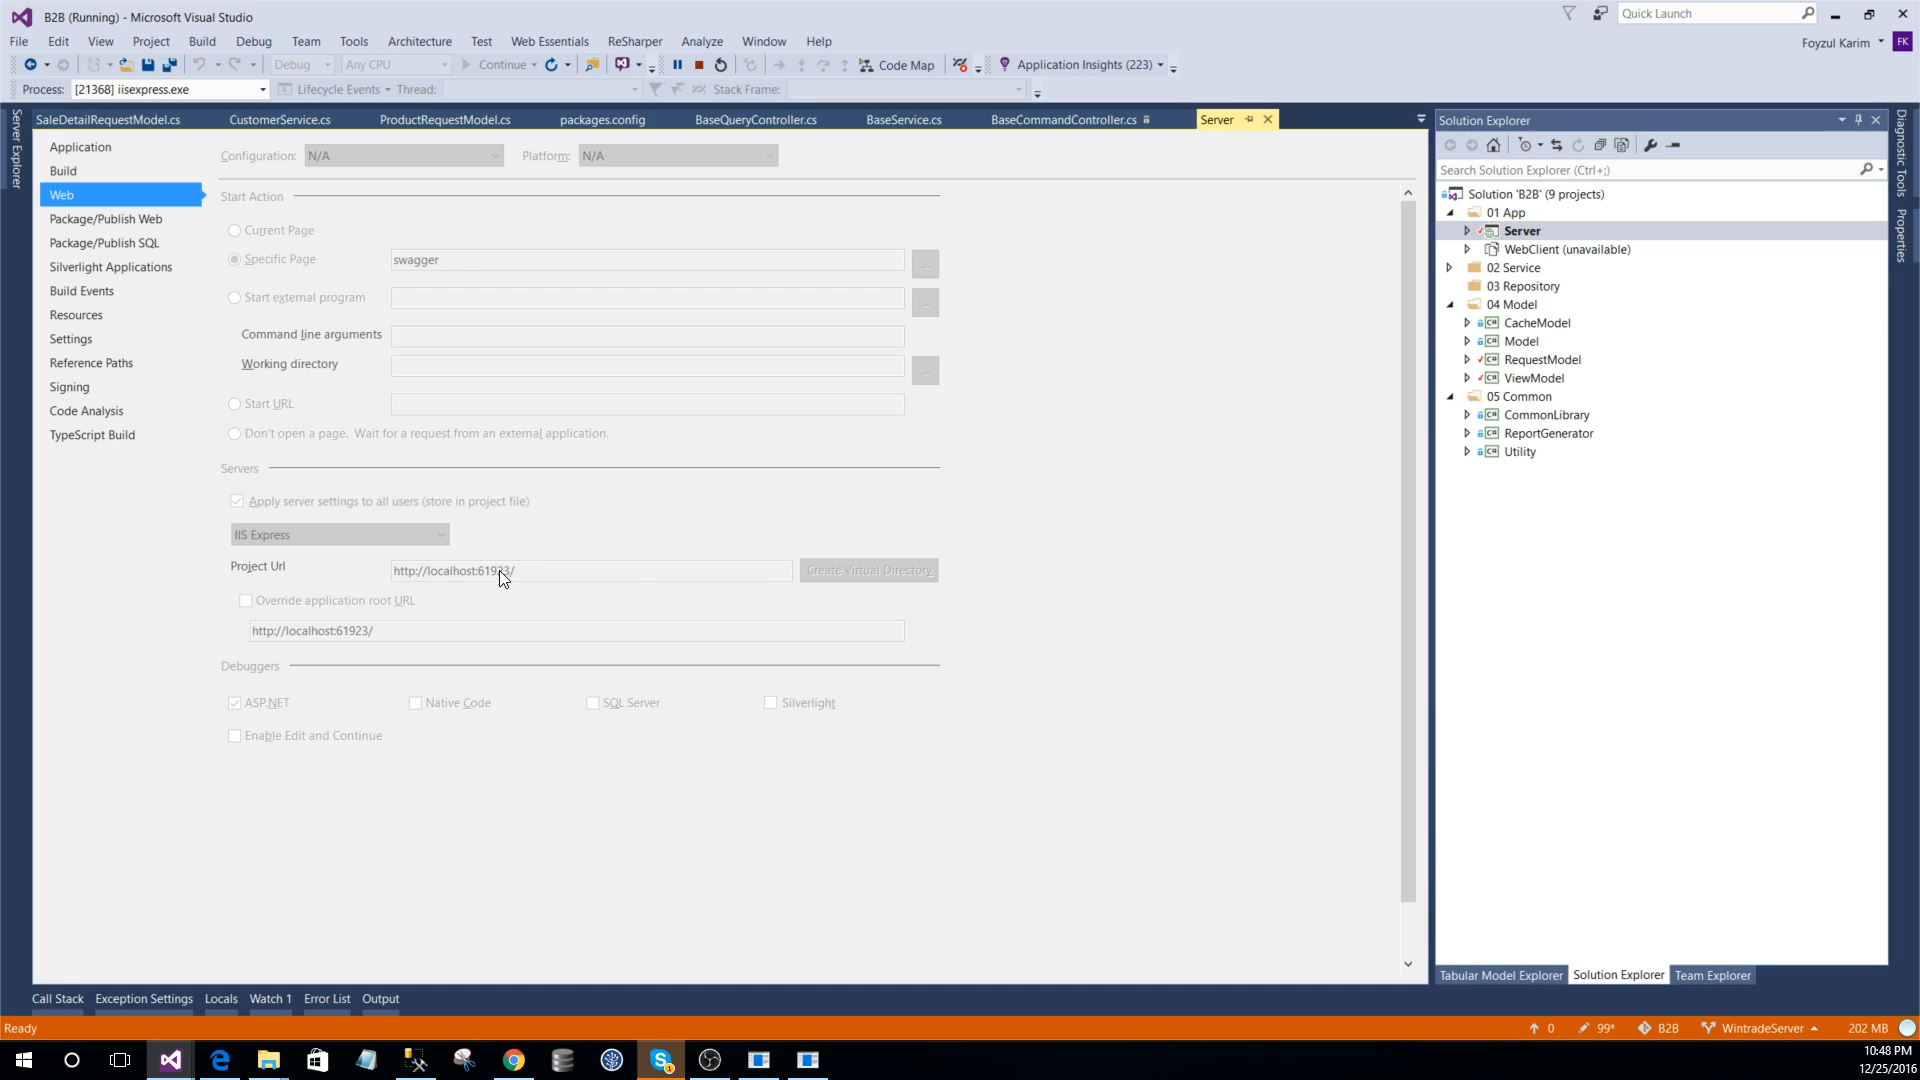 B2B (Running) - Microsoft Visual Studio
Quick Launch
File Edit View Project Build Debug Team Tools Architecture Test Web Essentials ReSharper Analyze Window Help
Foyzul Karim FK
Debug Any CPU Continue Code Map Application Insights (223)
Process: [21368] iisexpress.exe Lifecycle Events Thread: Stack Frame:
Server Explorer
SaleDetailRequestModel.cs CustomerService.cs ProductRequestModel.cs packages.config BaseQueryController.cs BaseService.cs BaseCommandController.cs Server
Application
Build
Web
Package/Publish Web
Package/Publish SQL
Silverlight Applications
Build Events
Resources
Settings
Reference Paths
Signing
Code Analysis
TypeScript Build
Configuration: N/A Platform: N/A
Start Action
Current Page
Specific Page swagger ...
Start external program ...
Command line arguments
Working directory ...
Start URL
Don't open a page. Wait for a request from an external application.
Servers
Apply server settings to all users (store in project file)
IIS Express
Project Url http://localhost:61923/ Create Virtual Directory
Override application root URL
http://localhost:61923/
Debuggers
ASP.NET Native Code SQL Server Silverlight
Enable Edit and Continue
Solution Explorer
Search Solution Explorer (Ctrl+;)
Solution 'B2B' (9 projects)
01 App
Server
WebClient (unavailable)
02 Service
03 Repository
04 Model
C# CacheModel
C# Model
C# RequestModel
C# ViewModel
05 Common
C# CommonLibrary
C# ReportGenerator
C# Utility
Tabular Model Explorer Solution Explorer Team Explorer
Diagnostic Tools
Properties
Call Stack Exception Settings Locals Watch 1 Error List Output
Ready 0 99* B2B WintradeServer 202 MB
1
10:48 PM
12/25/2016